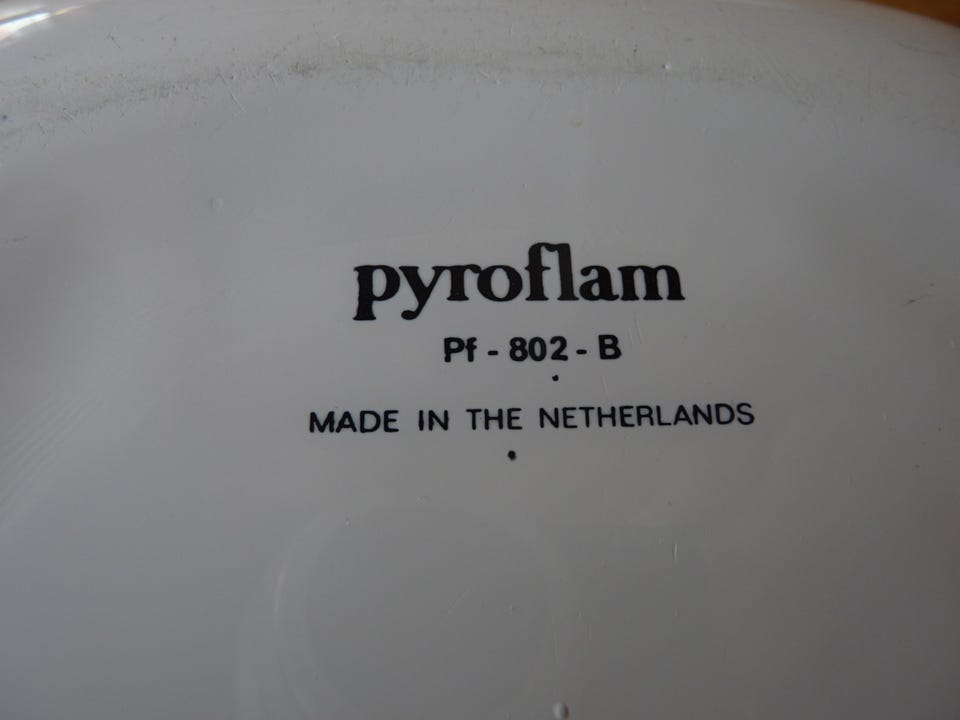 pyroflam
Pf - 802 - B
MADE IN THE NETHERLANDS